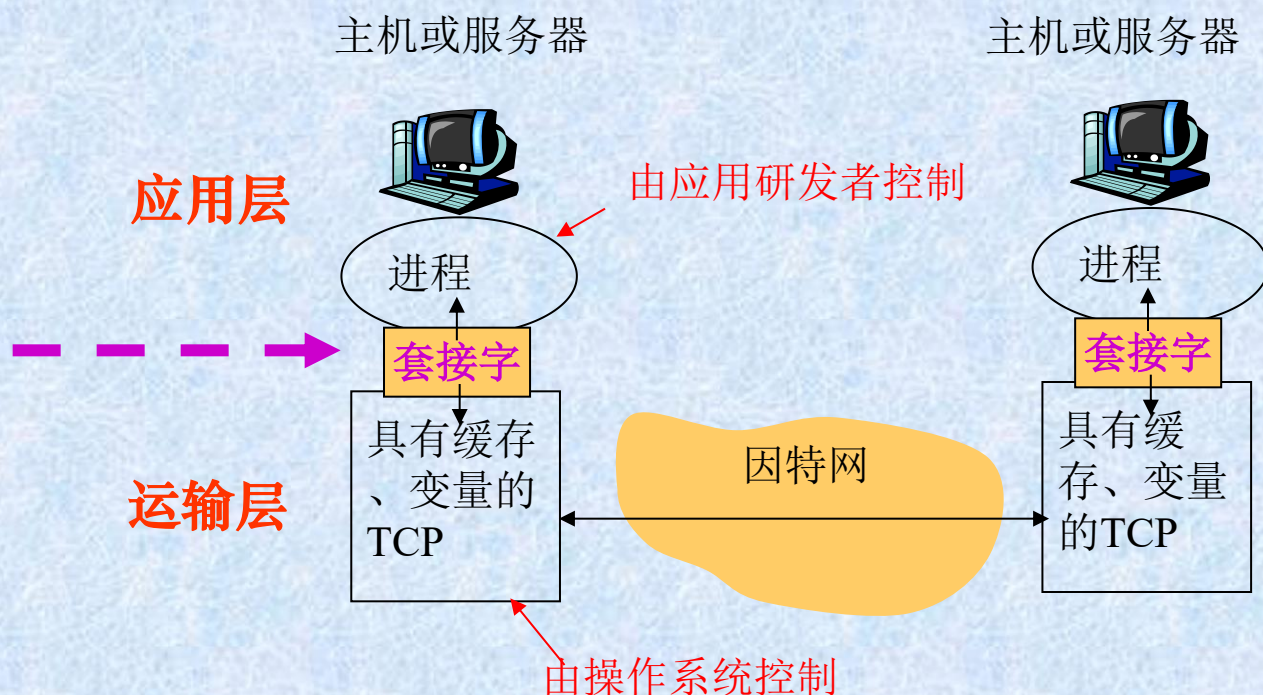 主机或服务器
主机或服务器
应用层
由应用研发者控制
进程
进程
套接字
套接字
具有缓存
、变量的
TCP
因特网
具有缓
存、变量
的TCP
运输层
由操作系统控制